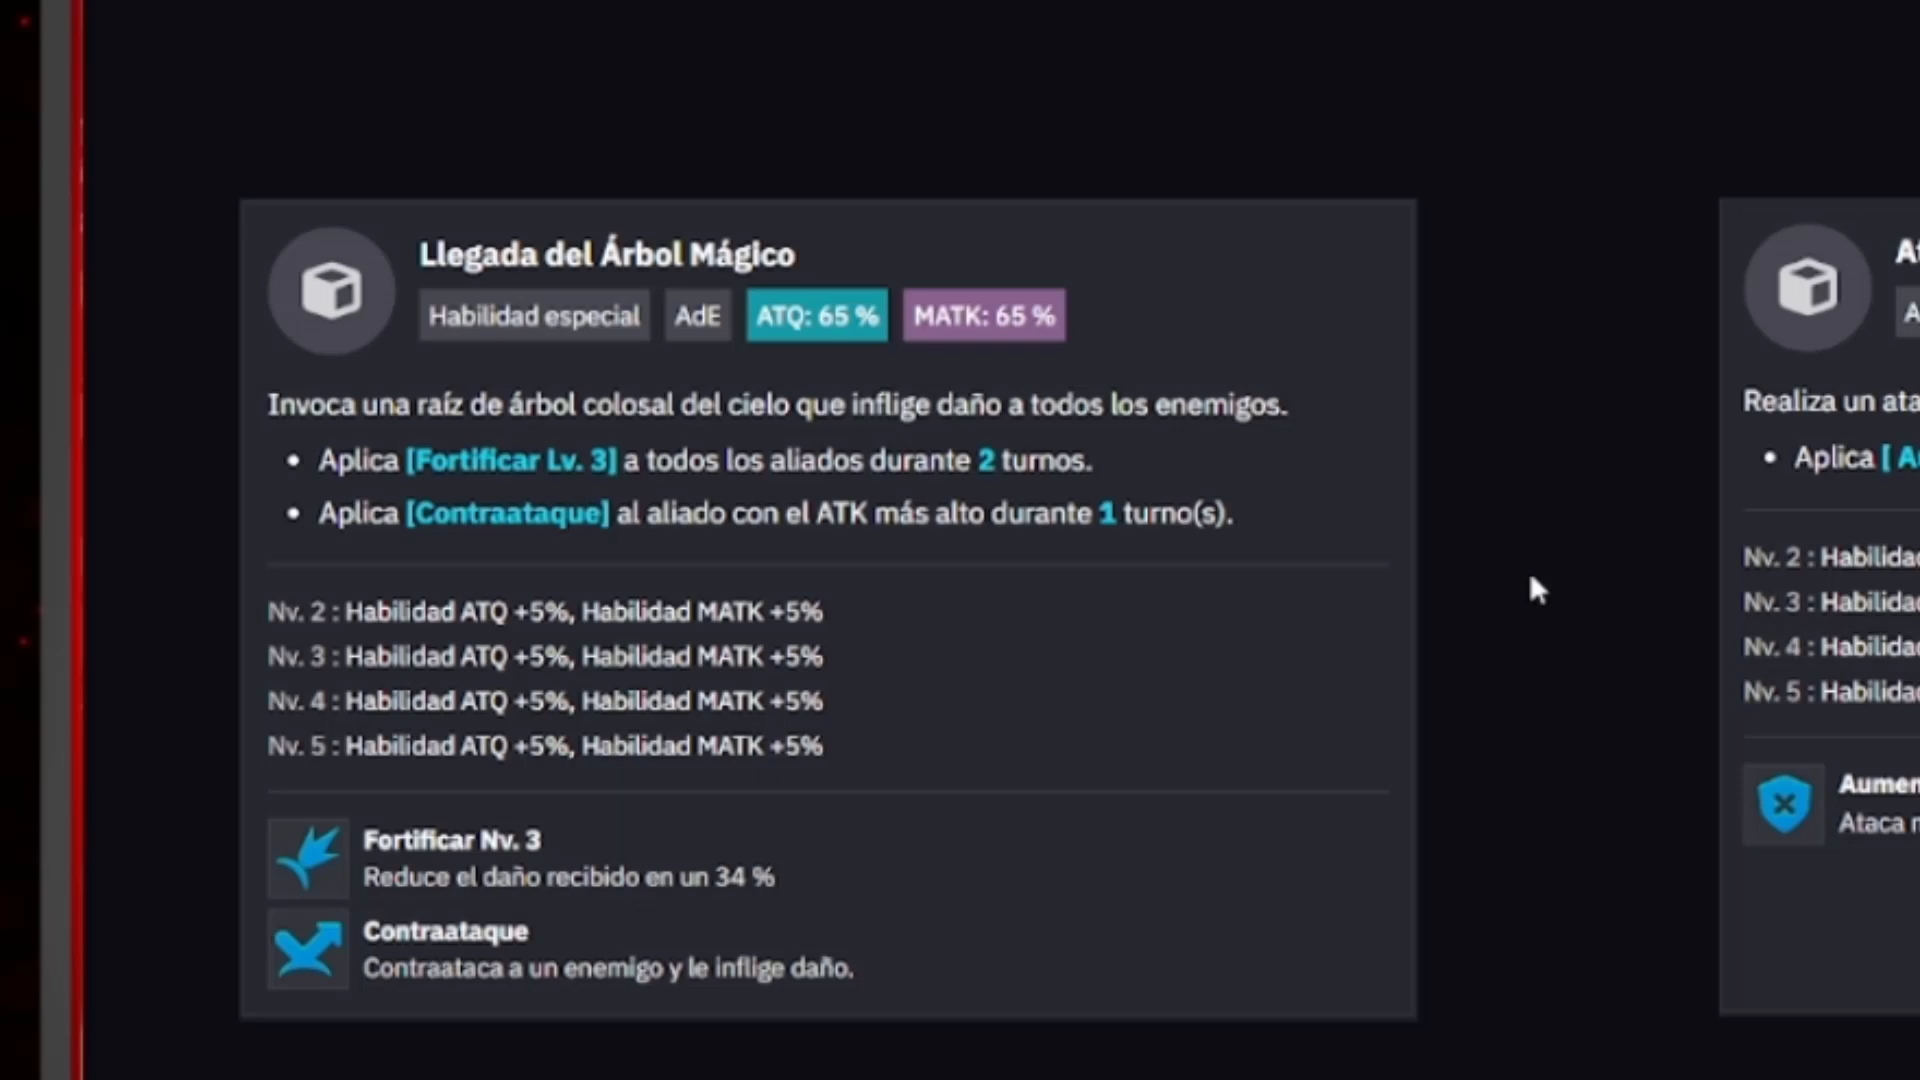 Llegada del Árbol Mágico
Habilidad especial AdE ATQ: 65 % MATK: 65 %
Invoca una raíz de árbol colosal del cielo que inflige daño a todos los enemigos.
• Aplica [Fortificar Lv. 3] a todos los aliados durante 2 turnos.
• Aplica [Contraataque] al aliado con el ATK más alto durante 1 turno(s).
Nv. 2 : Habilidad ATQ +5%, Habilidad MATK +5%
Nv. 3 : Habilidad ATQ +5%, Habilidad MATK +5%
Nv. 4 : Habilidad ATQ +5%, Habilidad MATK +5%
Nv. 5 : Habilidad ATQ +5%, Habilidad MATK +5%
Fortificar Nv. 3
Reduce el daño recibido en un 34 %
Contraataque
Contraataca a un enemigo y le inflige daño.
Realiza un
• Aplica [
Nv. 2 :
Nv. 3 :
Nv. 4 :
Nv. 5 :
Ataca